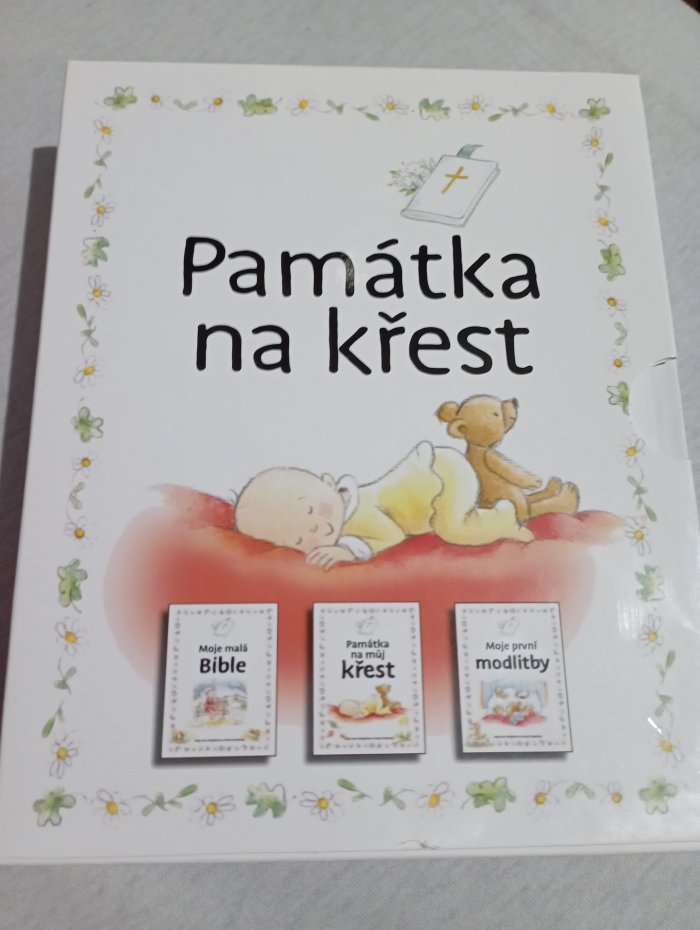 Památka
na křest
Moje malá
Bible
Památka
na můj
křest
Moje první
modlitby